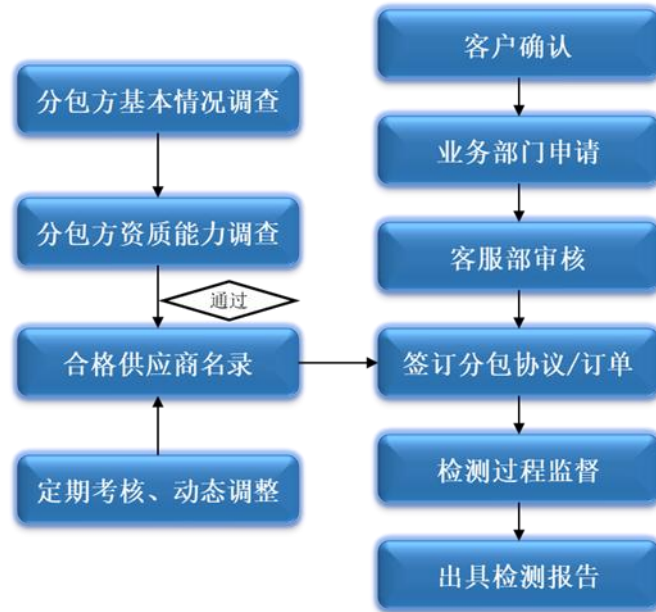 分包方基本情况调查
分包方资质能力调查
通过
合格供应商名录
定期考核、动态调整
客户确认
业务部门申请
客服部审核
签订分包协议/订单
检测过程监督
出具检测报告